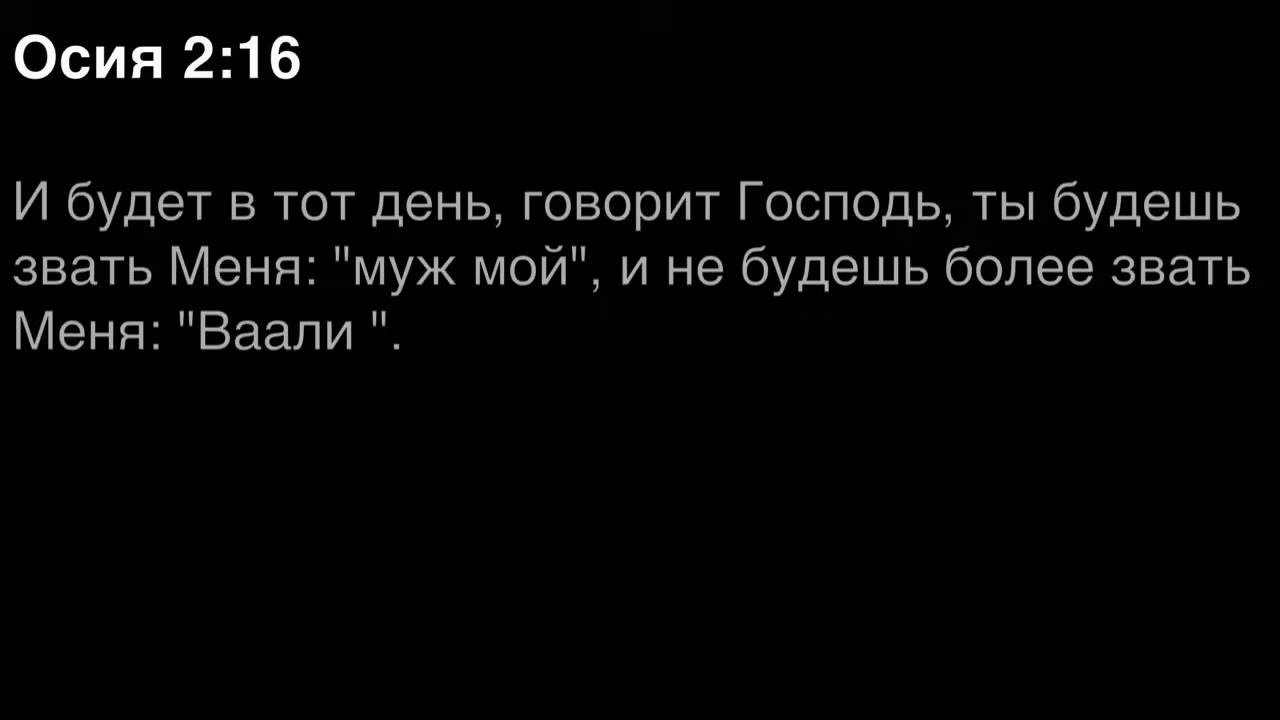 Осия 2:16
И будет в тот день, говорит Господь, ты будешь
звать Меня: "муж мой", и не будешь более звать
Меня: "Ваали ".